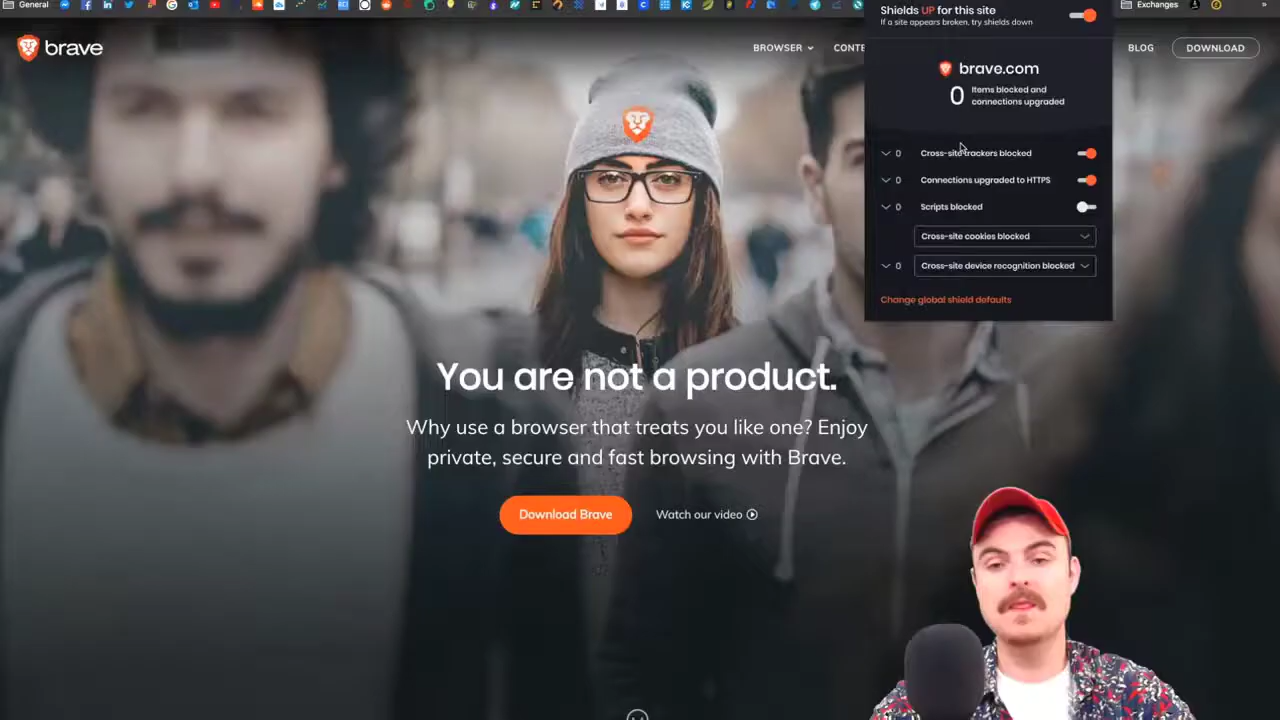 General
Exchanges
»
Shields UP for this site
If a site appears broken, try shields down
brave
BROWSER
CONTE
BLOG
DOWNLOAD
brave.com
0
Items blocked and
connections upgraded
0 Cross-site trackers blocked
0 Connections upgraded to HTTPS
0 Scripts blocked
Cross-site cookies blocked
0 Cross-site device recognition blocked
Change global shield defaults
You are not a product.
Why use a browser that treats you like one? Enjoy
private, secure and fast browsing with Brave.
Download Brave
Watch our video